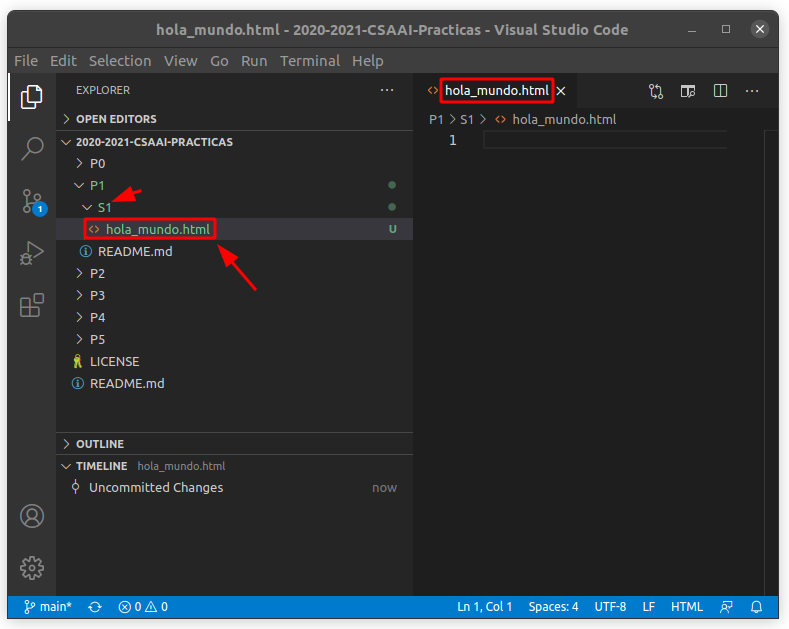 hola_mundo.html - 2020-2021-CSAAI-Practicas - Visual Studio Code
File Edit Selection View Go Run Terminal Help
EXPLORER
OPEN EDITORS
2020-2021-CSAAI-PRACTICAS
P0
P1
S1
hola_mundo.html U
README.md
P2
P3
P4
P5
LICENSE
README.md
OUTLINE
TIMELINE hola_mundo.html
Uncommitted Changes now
1
hola_mundo.html
P1 > S1 > hola_mundo.html
1
main* 0 0 Ln 1, Col 1 Spaces: 4 UTF-8 LF HTML